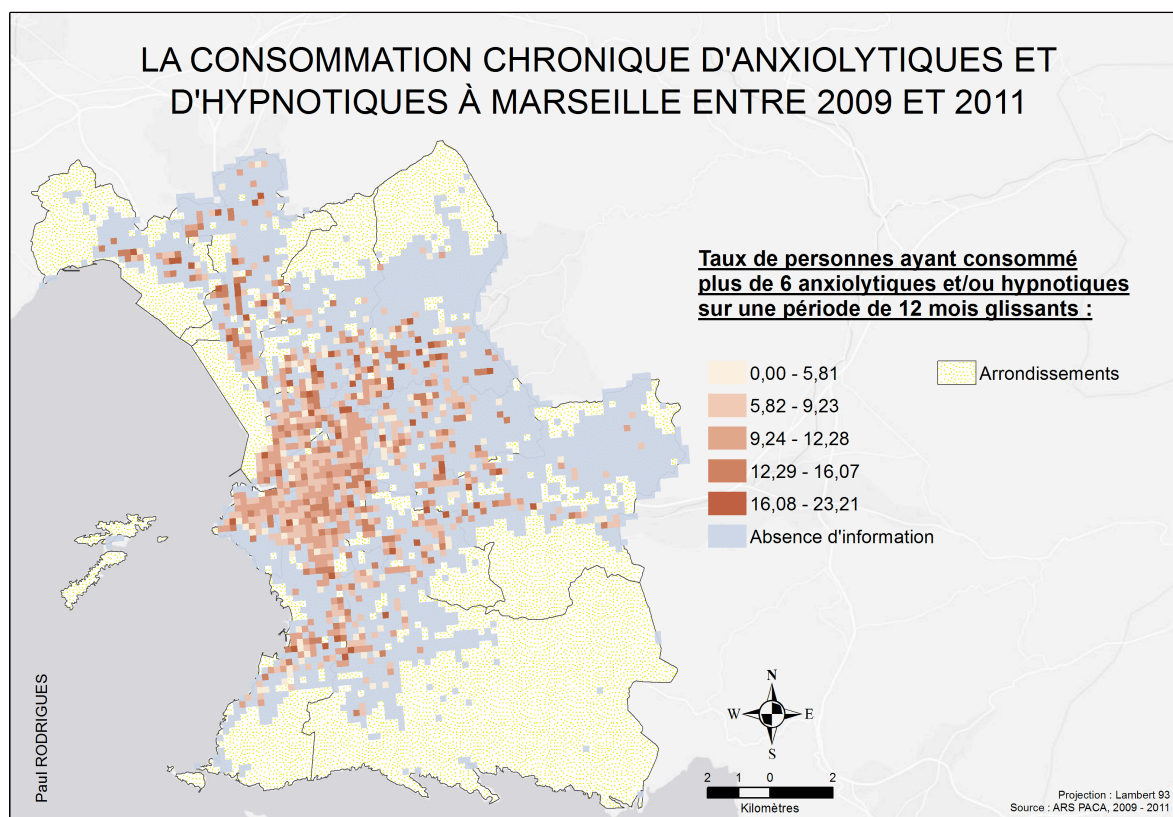 LA CONSOMMATION CHRONIQUE D'ANXIOLYTIQUES ET
D'HYPNOTIQUES À MARSEILLE ENTRE 2009 ET 2011
Taux de personnes ayant consommé
plus de 6 anxiolytiques et/ou hypnotiques
sur une période de 12 mois glissants :
0,00 - 5,81
5,82 - 9,23
9,24 - 12,28
12,29 - 16,07
16,08 - 23,21
Absence d'information
Arrondissements
N
W
E
S
2 1 0 2
Kilomètres
Paul RODRIGUES
Projection : Lambert 93
Source : ARS PACA, 2009 - 2011